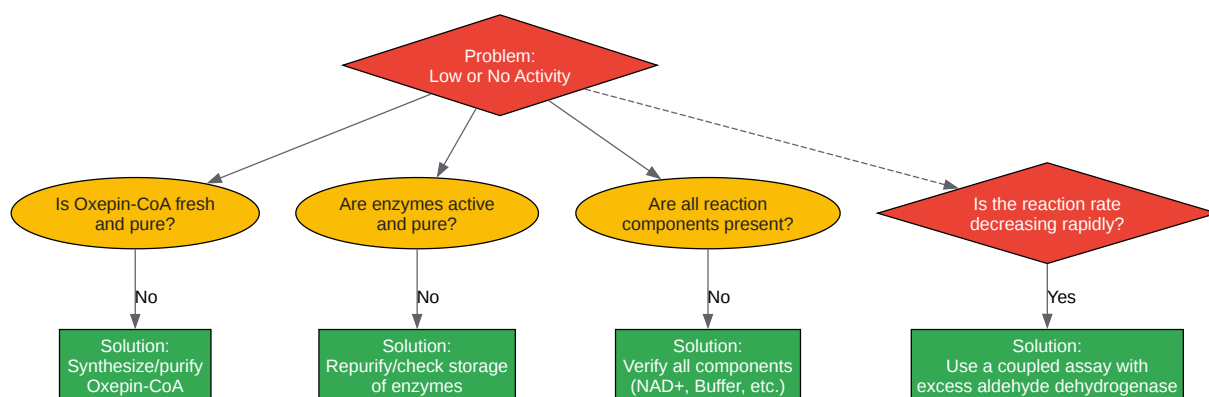 Problem:
Low or No Activity
Is Oxepin-CoA fresh
and pure?
Are enzymes active
and pure?
Are all reaction
components present?
Is the reaction rate
decreasing rapidly?
No
No
No
Yes
Solution:
Synthesize/purify
Oxepin-CoA
Solution:
Repurify/check storage
of enzymes
Solution:
Verify all components
(NAD+, Buffer, etc.)
Solution:
Use a coupled assay with
excess aldehyde dehydrogenase